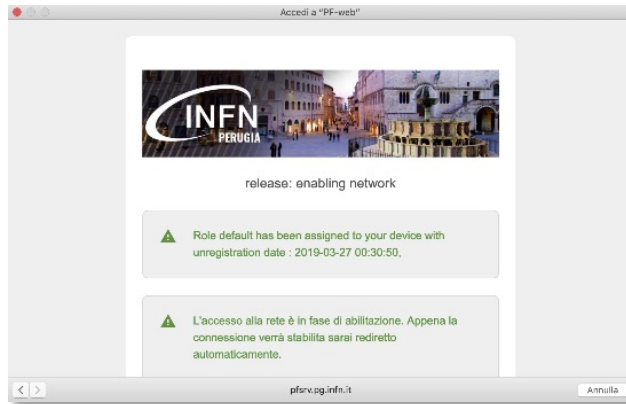 Accedi a "PF-web"
INFN
PERUGIA
release: enabling network
Role default has been assigned to your device with
unregistration date : 2019-03-27 00:30:50,
L'accesso alla rete è in fase di abilitazione. Appena la
connessione verrà stabilita sarai rediretto
automaticamente.
pfsrv.pg.infn.it
Annulla